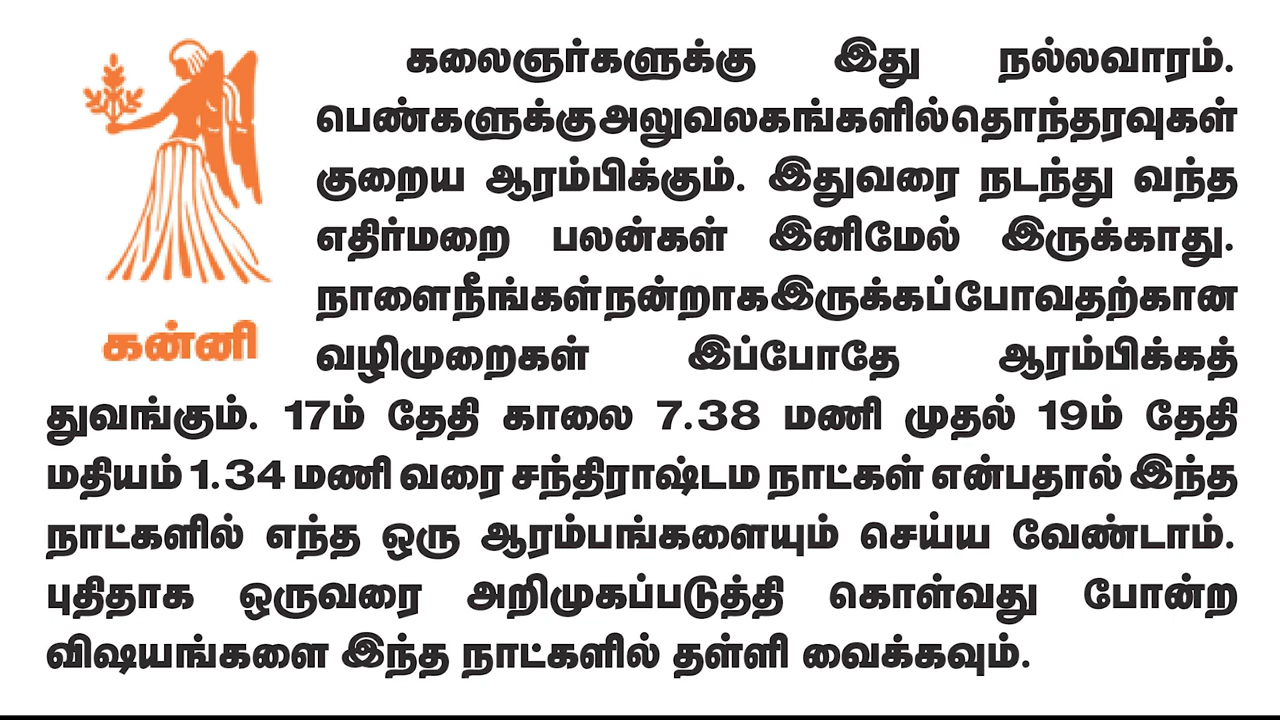 கலைஞர்களுக்கு இது நல்லவாரம்.
பெண்களுக்கு அலுவலகங்களில் தொந்தரவுகள்
குறைய ஆரம்பிக்கும். இதுவரை நடந்து வந்த
எதிர்மறை பலன்கள் இனிமேல் இருக்காது.
நாளை நீங்கள் நன்றாக இருக்கப் போவதற்கான
கன்னி
வழிமுறைகள் இப்போதே ஆரம்பிக்கத்
துவங்கும். 17ம் தேதி காலை 7.38 மணி முதல் 19ம் தேதி
மதியம் 1.34 மணி வரை சந்திராஷ்டம நாட்கள் என்பதால் இந்த
நாட்களில் எந்த ஒரு ஆரம்பங்களையும் செய்ய வேண்டாம்.
புதிதாக ஒருவரை அறிமுகப்படுத்தி கொள்வது போன்ற
விஷயங்களை இந்த நாட்களில் தள்ளி வைக்கவும்.